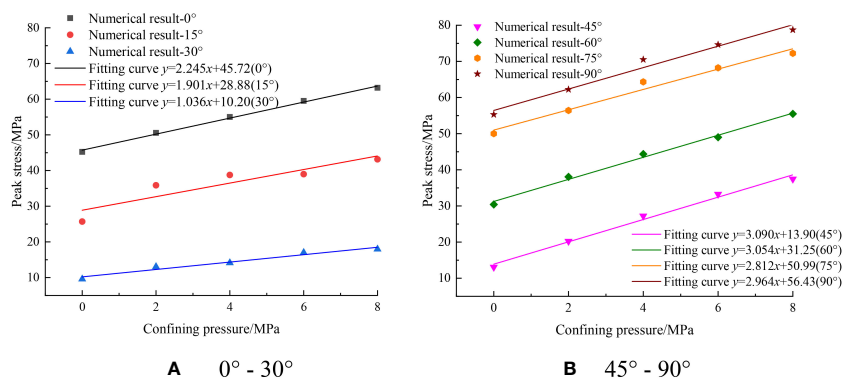 80
70
60
50
40
30
20
10
Peak stress/MPa
Numerical result-0°
Numerical result-15°
Numerical result-30°
Fitting curve y=2.245x+45.72(0°)
Fitting curve y=1.901x+28.88(15°)
Fitting curve y=1.036x+10.20(30°)
0 2 4 6 8
Confining pressure/MPa
A 0° - 30°
80
70
60
50
40
30
20
10
Peak stress/MPa
Numerical result-45°
Numerical result-60°
Numerical result-75°
Numerical result-90°
Fitting curve y=3.090x+13.90(45°)
Fitting curve y=3.054x+31.25(60°)
Fitting curve y=2.812x+50.99(75°)
Fitting curve y=2.964x+56.43(90°)
0 2 4 6 8
Confining pressure/MPa
B 45° - 90°